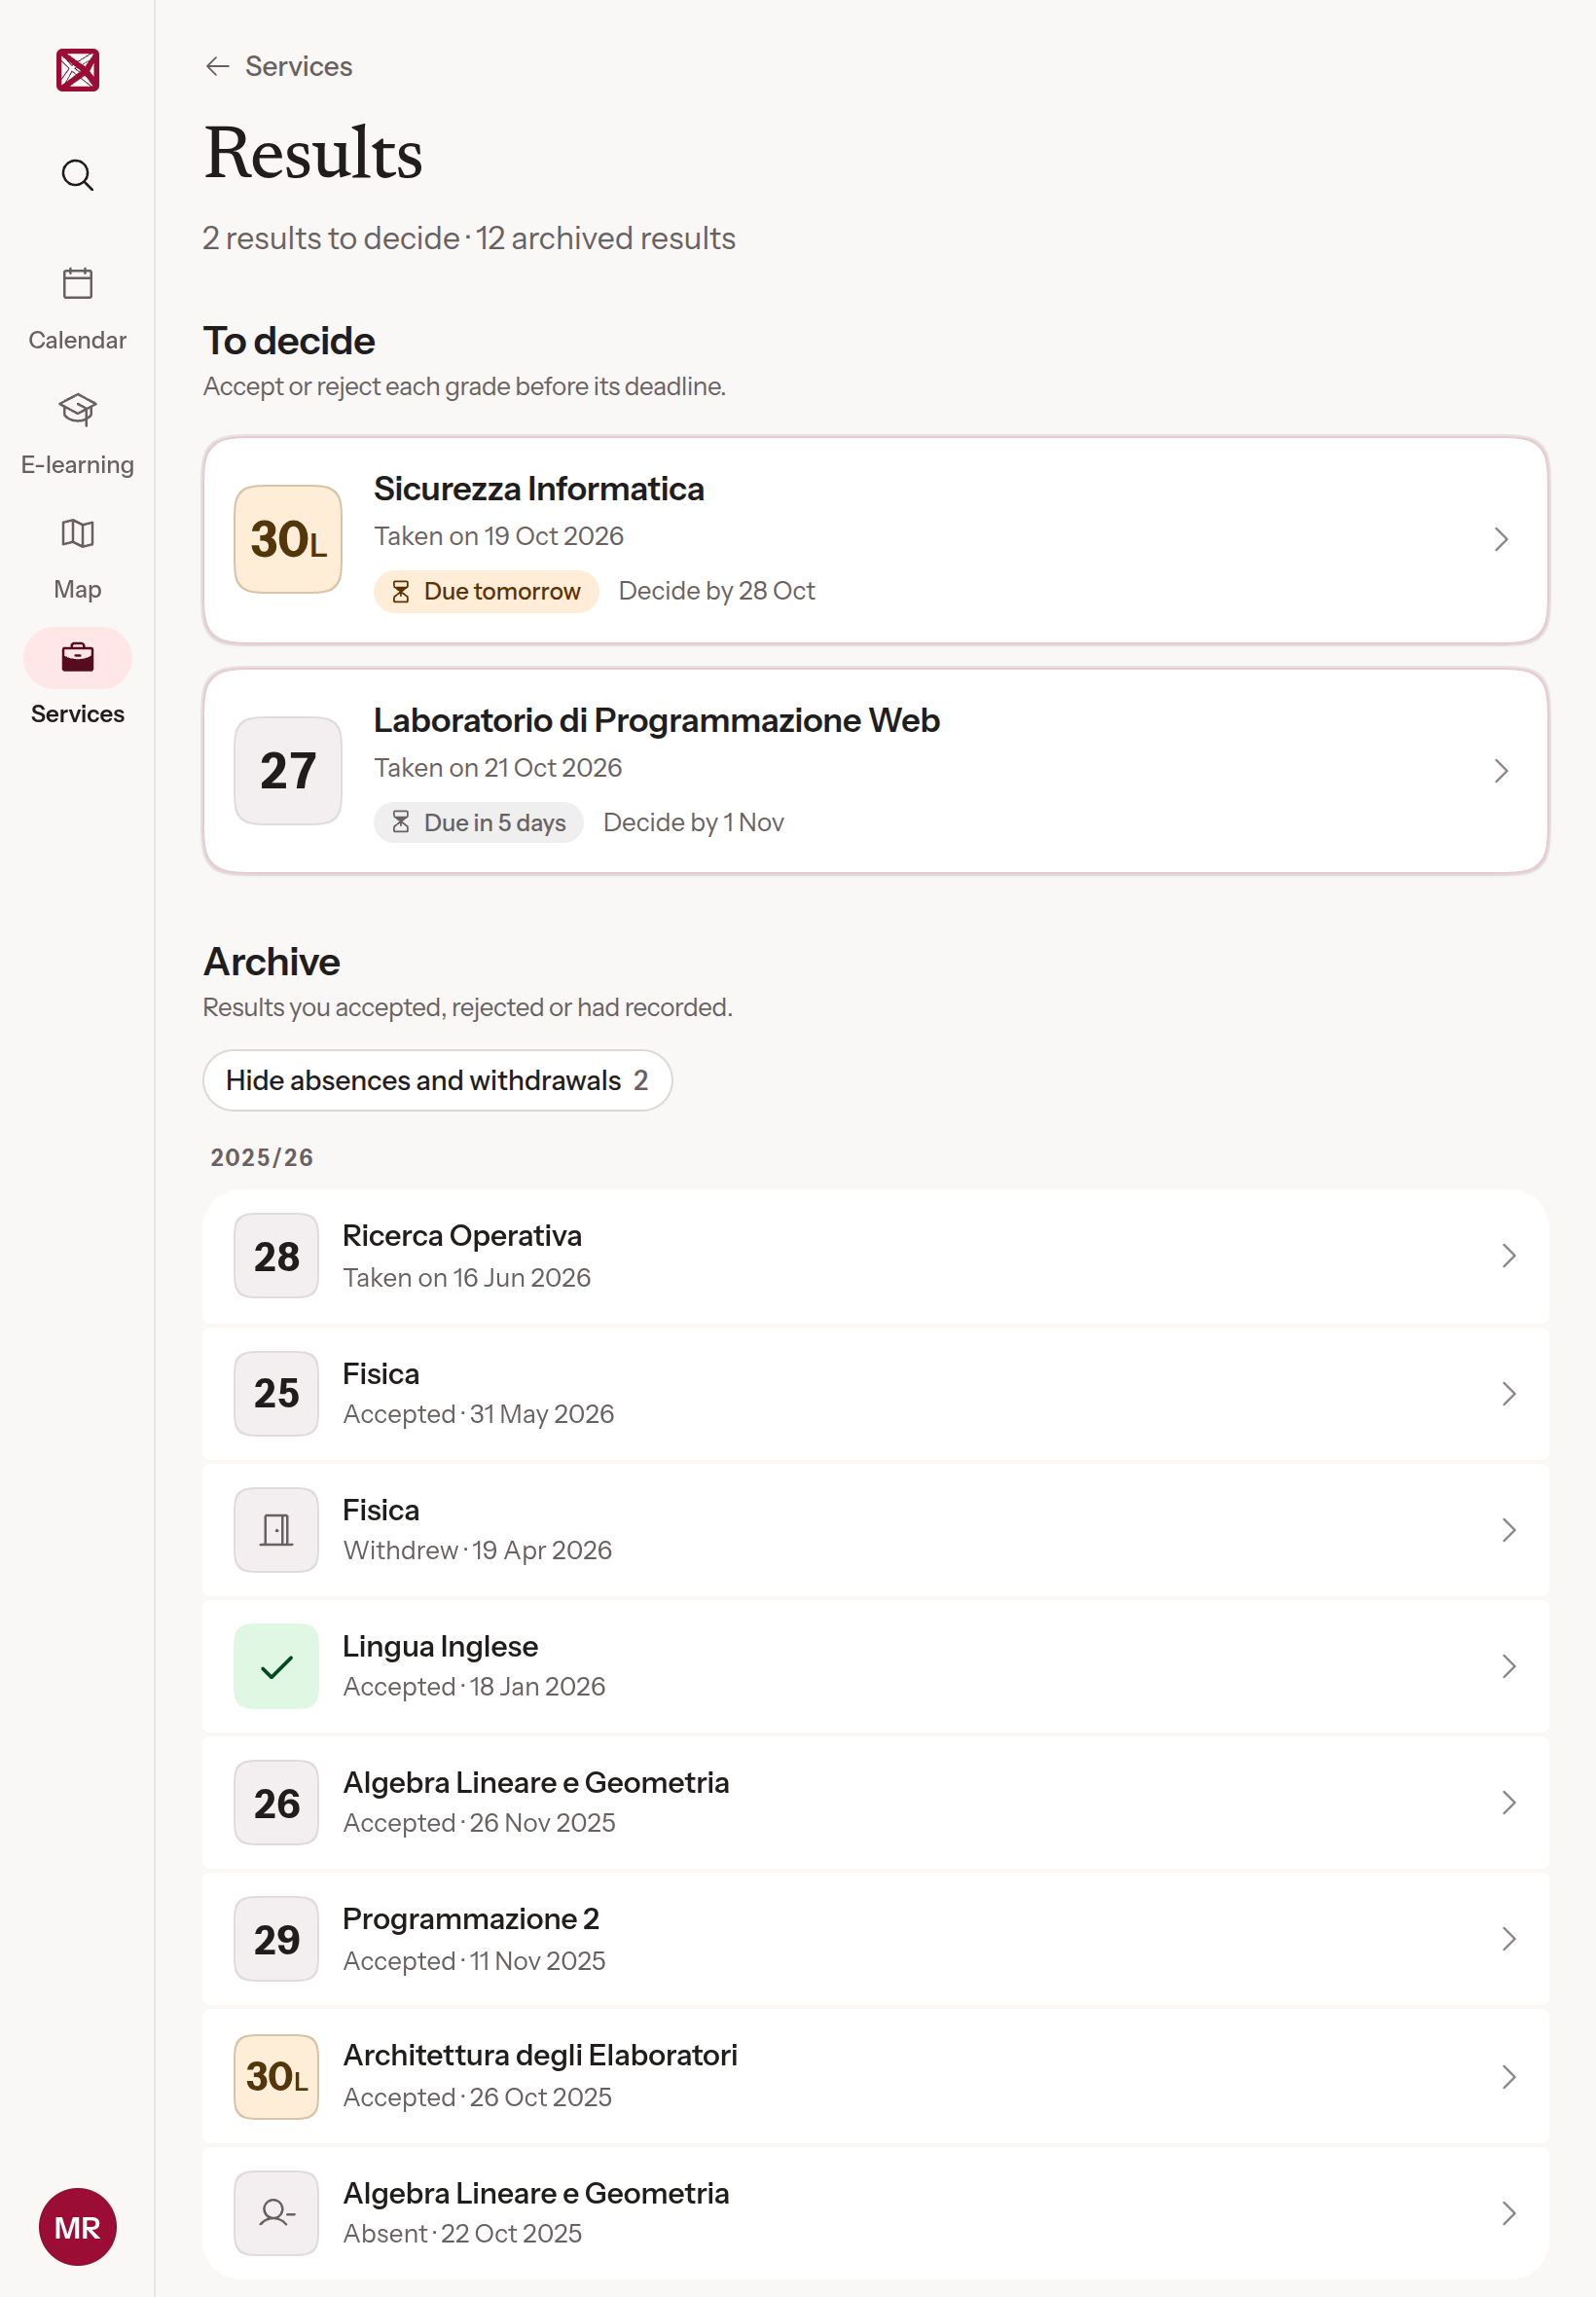 Services
Results
2 results to decide · 12 archived results
Calendar
E-learning
Map
Services
To decide
Accept or reject each grade before its deadline.
30L
Sicurezza Informatica
Taken on 19 Oct 2026
Due tomorrow
Decide by 28 Oct
27
Laboratorio di Programmazione Web
Taken on 21 Oct 2026
Due in 5 days
Decide by 1 Nov
Archive
Results you accepted, rejected or had recorded.
Hide absences and withdrawals 2
2025/26
28
Ricerca Operativa
Taken on 16 Jun 2026
25
Fisica
Accepted · 31 May 2026
Fisica
Withdrew · 19 Apr 2026
Lingua Inglese
Accepted · 18 Jan 2026
26
Algebra Lineare e Geometria
Accepted · 26 Nov 2025
29
Programmazione 2
Accepted · 11 Nov 2025
30L
Architettura degli Elaboratori
Accepted · 26 Oct 2025
Algebra Lineare e Geometria
Absent · 22 Oct 2025
MR